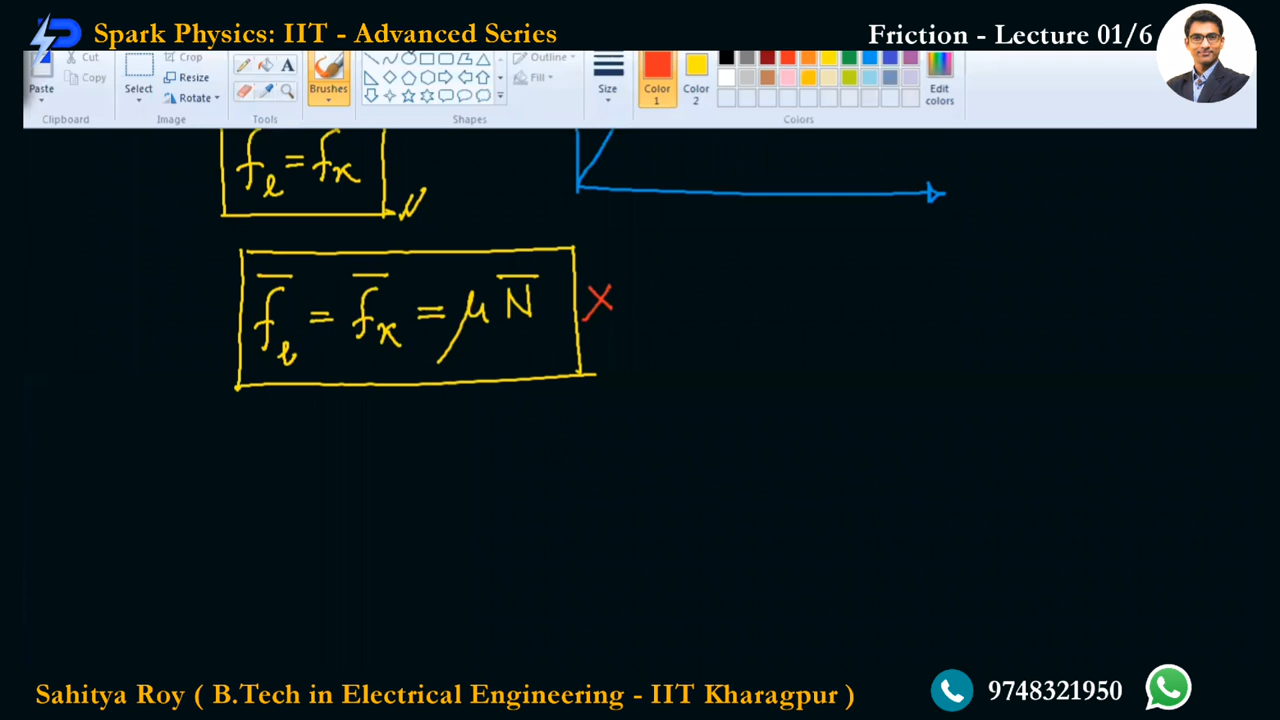 Spark Physics: IIT - Advanced Series
Friction - Lecture 01/6
Paste
Cut
Copy
Clipboard
Select
Crop
Resize
Rotate
Image
A
Tools
Brushes
Outline
Fill
Shapes
Size
Color 1
Color 2
Edit colors
Colors
fₗ = fₖ
f̅ₗ = f̅ₖ = μ N̅
Sahitya Roy ( B.Tech in Electrical Engineering - IIT Kharagpur )
9748321950